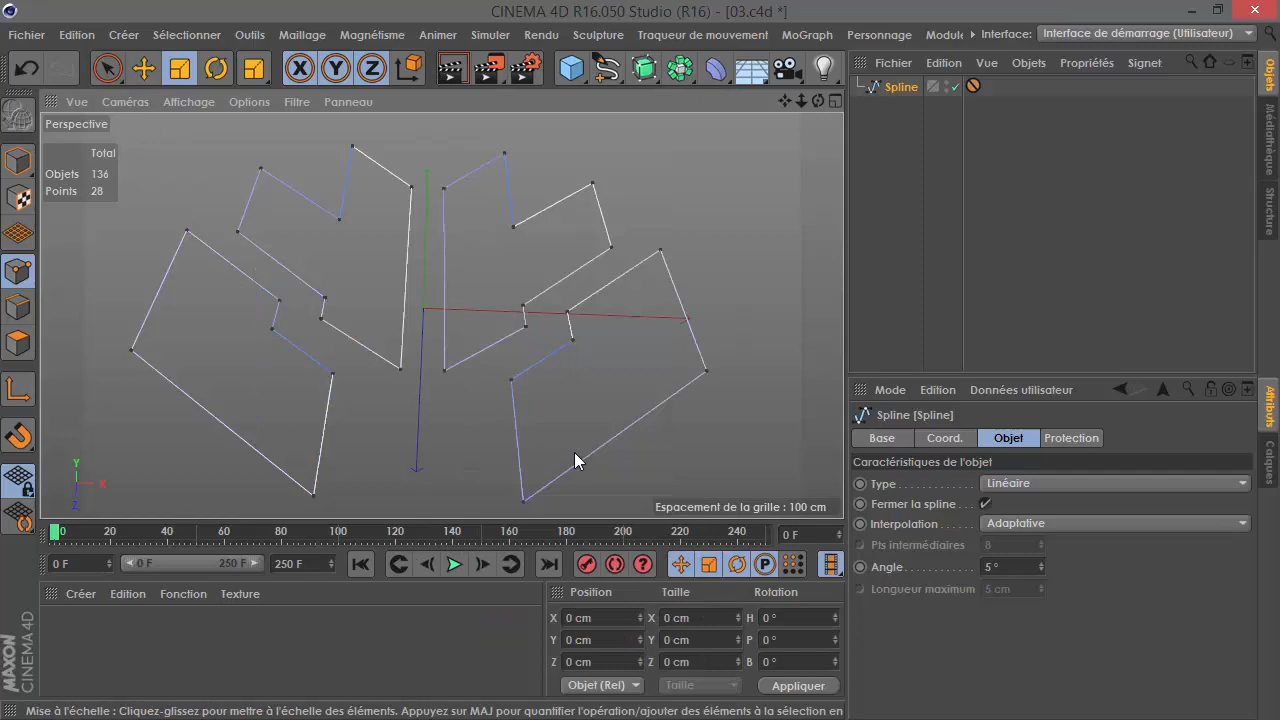 CINEMA 4D R16.050 Studio (R16) - [03.c4d *]
Fichier Edition Créer Sélectionner Outils Maillage Magnétisme Animer Simuler Rendu Sculpture Traqueur de mouvement MoGraph Personnage Module Interface: Interface de démarrage (Utilisateur)
X Y Z
Fichier Edition Vue Objets Propriétés Signet
Spline
Vue Caméras Affichage Options Filtre Panneau
Perspective
Total
Objets 136
Points 28
Objets
Médiathèque
Structure
Attributs
Calques
Mode Edition Données utilisateur
Spline [Spline]
Base Coord. Objet Protection
Caractéristiques de l'objet
Type Linéaire
Fermer la spline
Interpolation Adaptative
Pts intermédiaires 8
Angle 5 °
Longueur maximum 5 cm
Espacement de la grille : 100 cm
0 20 40 60 80 100 120 140 160 180 200 220 240 0 F
0 F 0 F 250 F 250 F
Créer Edition Fonction Texture
Position Taille Rotation
X 0 cm X 0 cm H 0 °
Y 0 cm Y 0 cm P 0 °
Z 0 cm Z 0 cm B 0 °
Objet (Rel) Taille Appliquer
MAXON CINEMA 4D
Mise à l'échelle : Cliquez-glissez pour mettre à l'échelle des éléments. Appuyez sur MAJ pour quantifier l'opération/ajouter des éléments à la sélection en